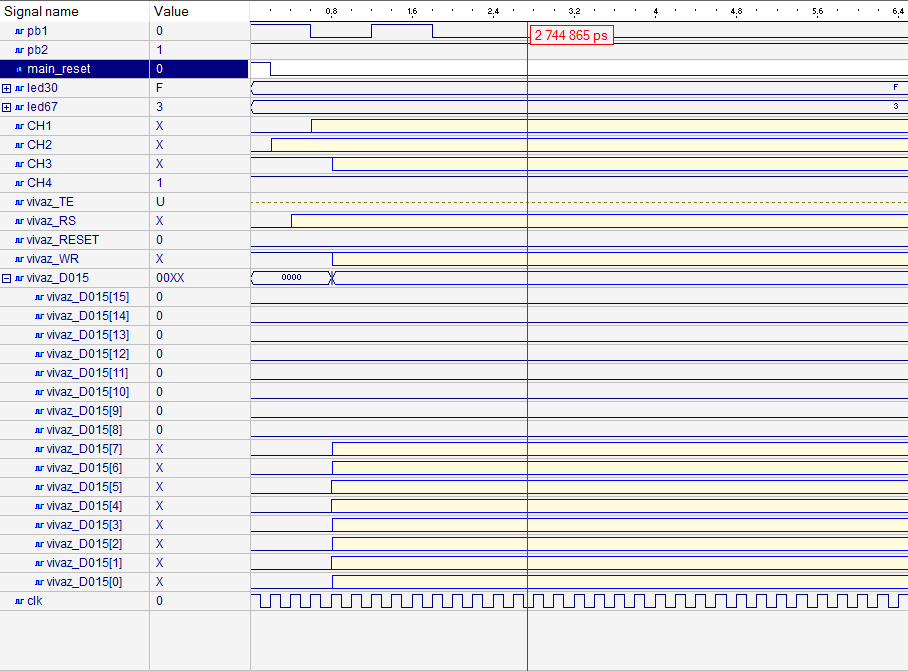 Signal name Value 0.8 1.6 2.4 3.2 4 4.8 5.6 6.4
pb1 0 2 744 865 ps
pb2 1
main_reset 0
led30 F F
led67 3 3
CH1 X
CH2 X
CH3 X
CH4 1
vivaz_TE U
vivaz_RS X
vivaz_RESET 0
vivaz_WR X
vivaz_D015 00XX 0000
vivaz_D015[15] 0
vivaz_D015[14] 0
vivaz_D015[13] 0
vivaz_D015[12] 0
vivaz_D015[11] 0
vivaz_D015[10] 0
vivaz_D015[9] 0
vivaz_D015[8] 0
vivaz_D015[7] X
vivaz_D015[6] X
vivaz_D015[5] X
vivaz_D015[4] X
vivaz_D015[3] X
vivaz_D015[2] X
vivaz_D015[1] X
vivaz_D015[0] X
clk 0